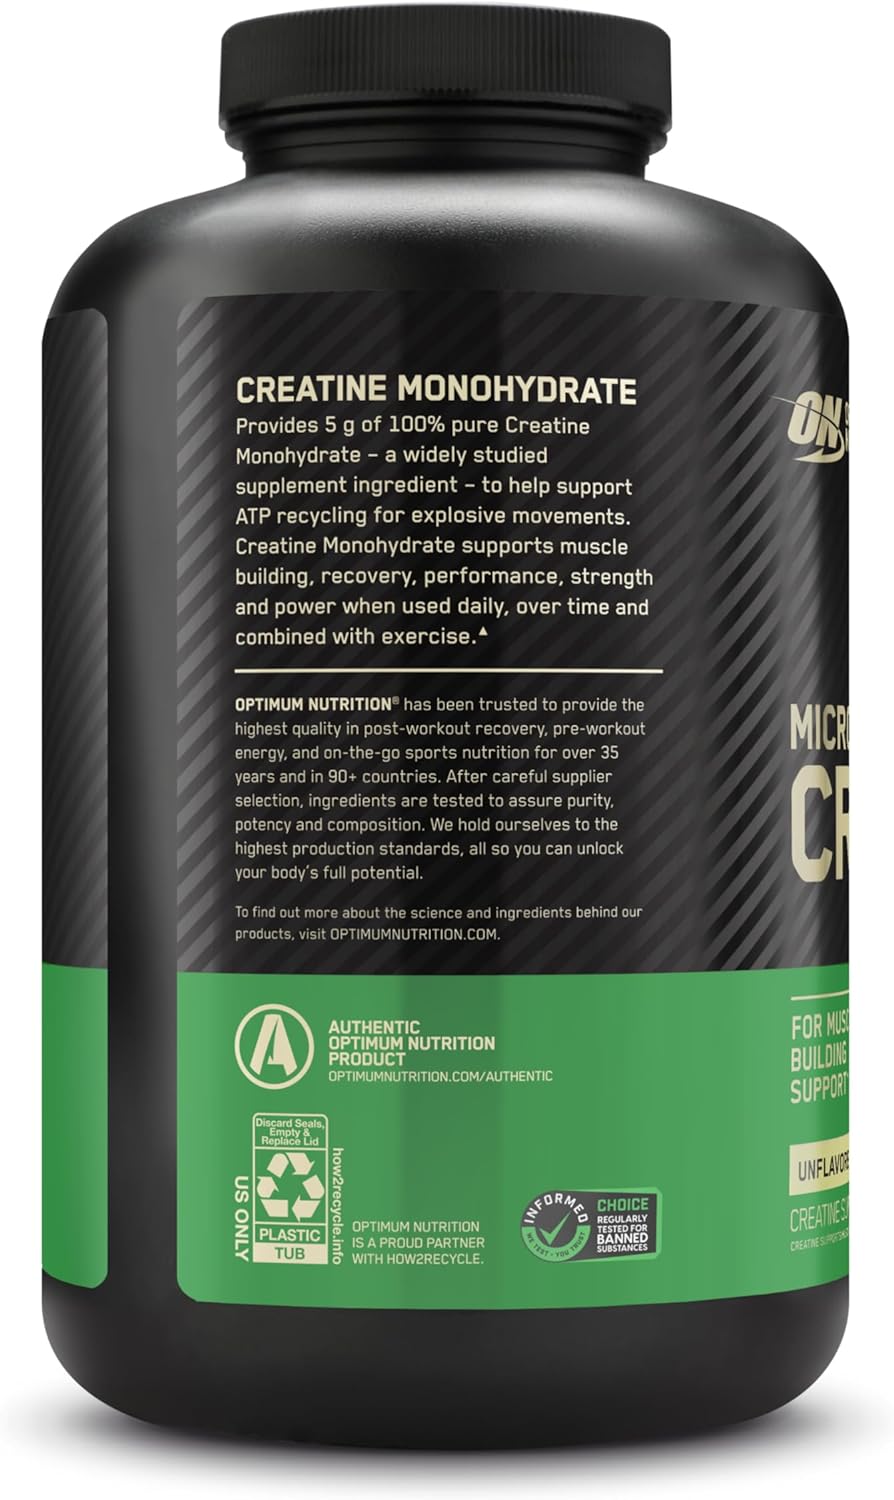 CREATINE MONOHYDRATE
Provides 5 g of 100% pure Creatine
Monohydrate – a widely studied
supplement ingredient – to help support
ATP recycling for explosive movements.
Creatine Monohydrate supports muscle
building, recovery, performance, strength
and power when used daily, over time and
combined with exercise.▲
OPTIMUM NUTRITION® has been trusted to provide the
highest quality in post-workout recovery, pre-workout
energy, and on-the-go sports nutrition for over 35
years and in 90+ countries. After careful supplier
selection, ingredients are tested to assure purity,
potency and composition. We hold ourselves to the
highest production standards, all so you can unlock
your body's full potential.
To find out more about the science and ingredients behind our
products, visit OPTIMUMNUTRITION.COM.
A
AUTHENTIC
OPTIMUM NUTRITION
PRODUCT
OPTIMUMNUTRITION.COM/AUTHENTIC
Discard Seals,
Empty &
Replace Lid
PLASTIC
TUB
US ONLY
how2recycle.info
OPTIMUM NUTRITION
IS A PROUD PARTNER
WITH HOW2RECYCLE.
INFORMED
WE TEST · YOU TRUST
CHOICE
REGULARLY
TESTED FOR
BANNED
SUBSTANCES
ON
MICRO
CR
FOR MUSC
BUILDING
SUPPORT
UNFLAVORE
CREATINE SU